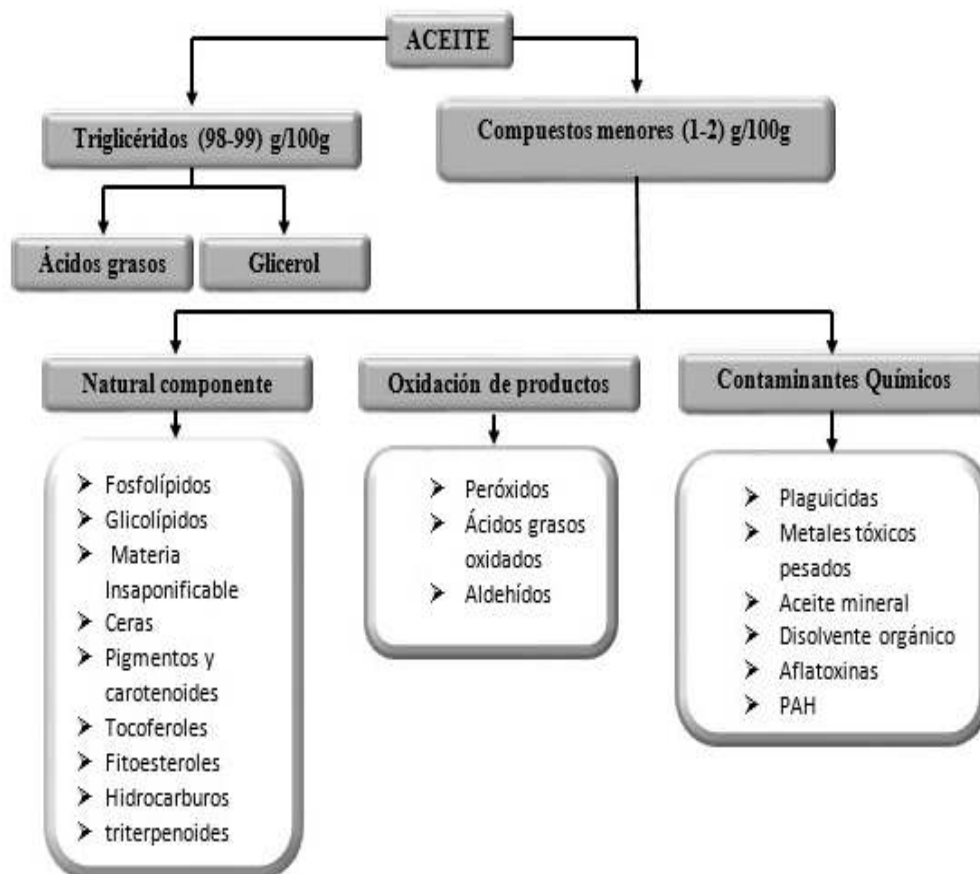 ACEITE
Triglicéridos (98-99) g/100g
Compuestos menores (1-2) g/100g
Ácidos grasos
Glicerol
Natural componente
Fosfolípidos
Glicolípidos
Materia
Insaponificable
Ceras
Pigmentos y
carotenoides
Tocoferoles
Fitoesteroles
Hidrocarburos
triterpenoides
Oxidación de productos
Peróxidos
Ácidos grasos
oxidados
Aldehídos
Contaminantes Químicos
Plaguicidas
Metales tóxicos
pesados
Aceite mineral
Disolvente orgánico
Aflatoxinas
PAH